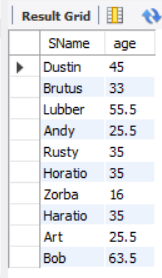 Result Grid
SName age
Dustin 45
Brutus 33
Lubber 55.5
Andy 25.5
Rusty 35
Horatio 35
Zorba 16
Haratio 35
Art 25.5
Bob 63.5